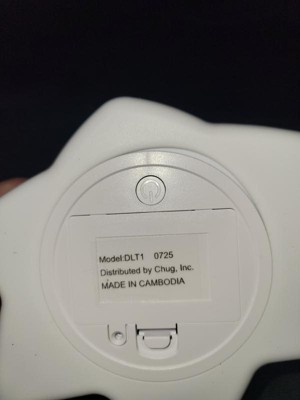 Model:DLT1 0725
Distributed by Chug, Inc.
MADE IN CAMBODIA